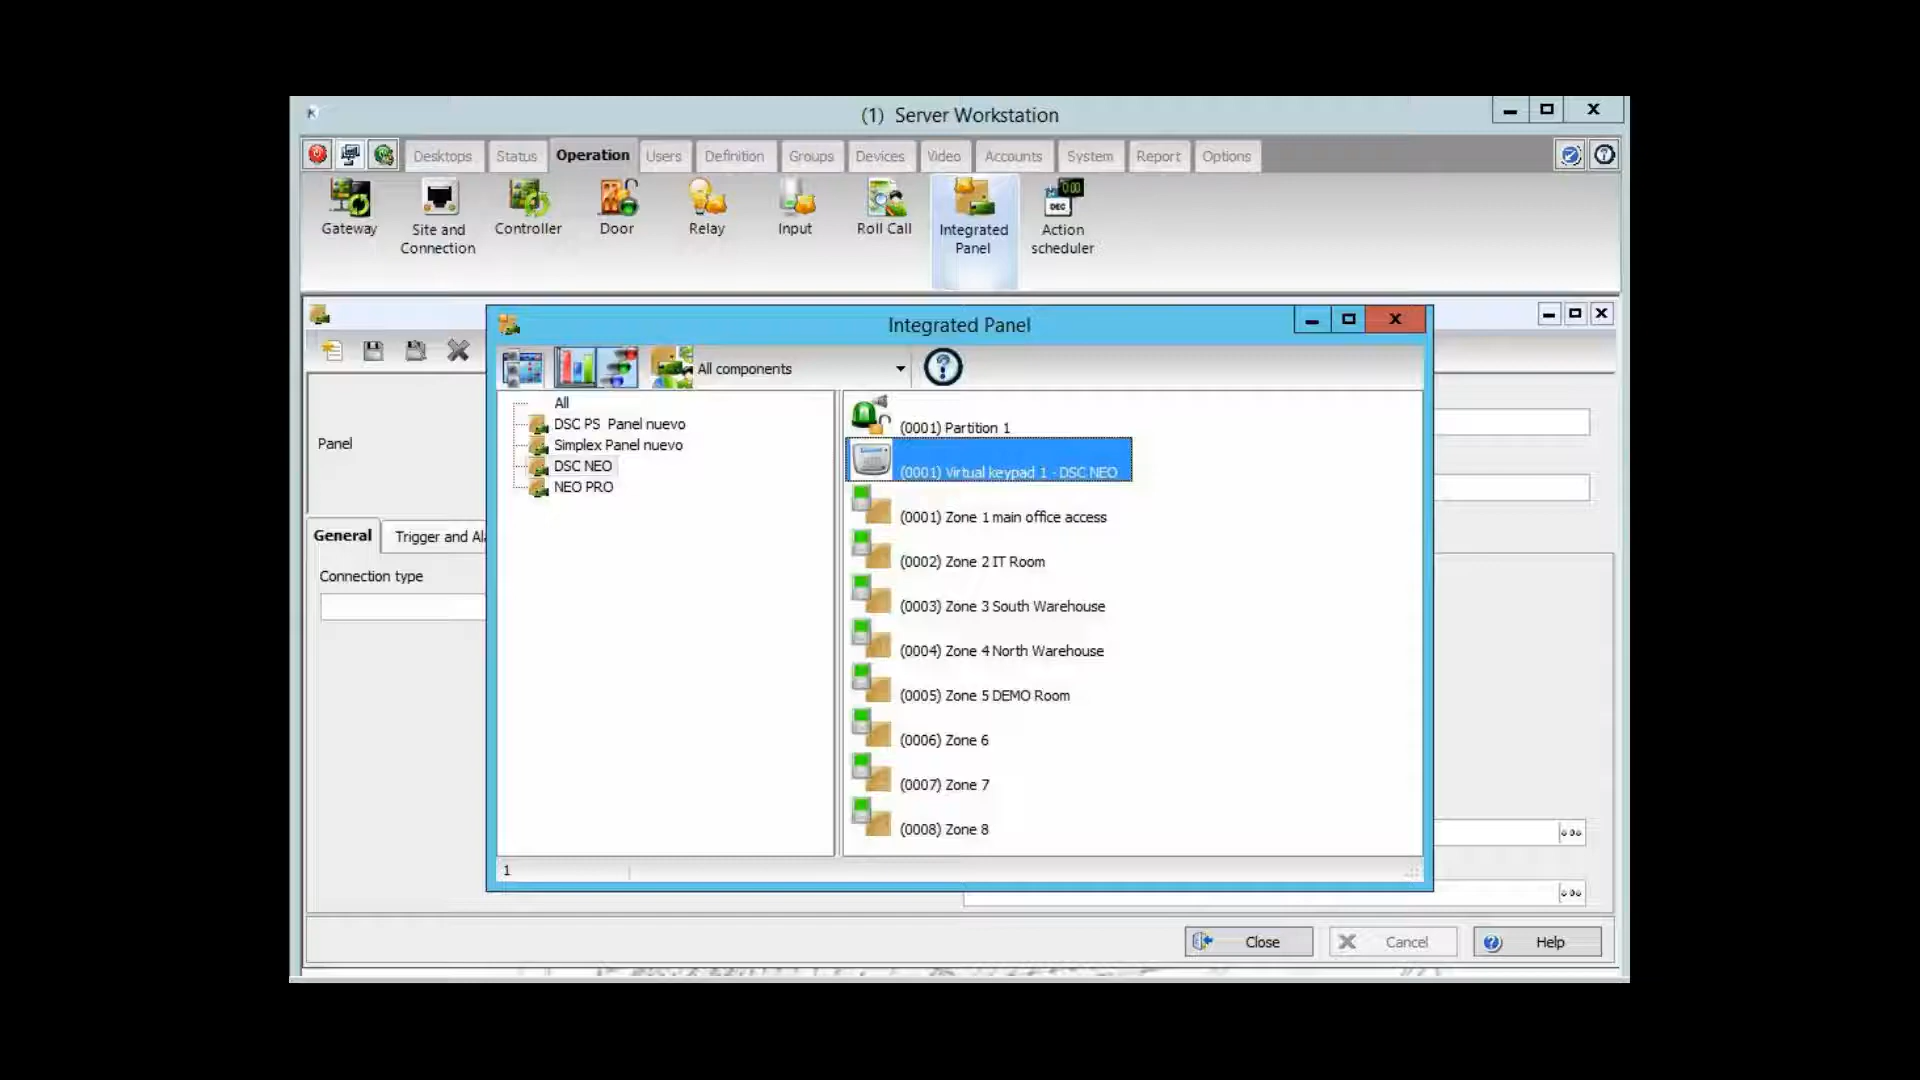 (1) Server Workstation
Desktops Status Operation Users Definition Groups Devices Video Accounts System Report Options
Gateway Site and Connection Controller Door Relay Input Roll Call Integrated Panel Action scheduler
Integrated Panel
All components
All
DSC PS Panel nuevo
Simplex Panel nuevo
DSC NEO
NEO PRO
(0001) Partition 1
(0001) Virtual keypad 1 - DSC NEO
(0001) Zone 1 main office access
(0002) Zone 2 IT Room
(0003) Zone 3 South Warehouse
(0004) Zone 4 North Warehouse
(0005) Zone 5 DEMO Room
(0006) Zone 6
(0007) Zone 7
(0008) Zone 8
1
Panel
General Trigger and Al
Connection type
Close Cancel Help